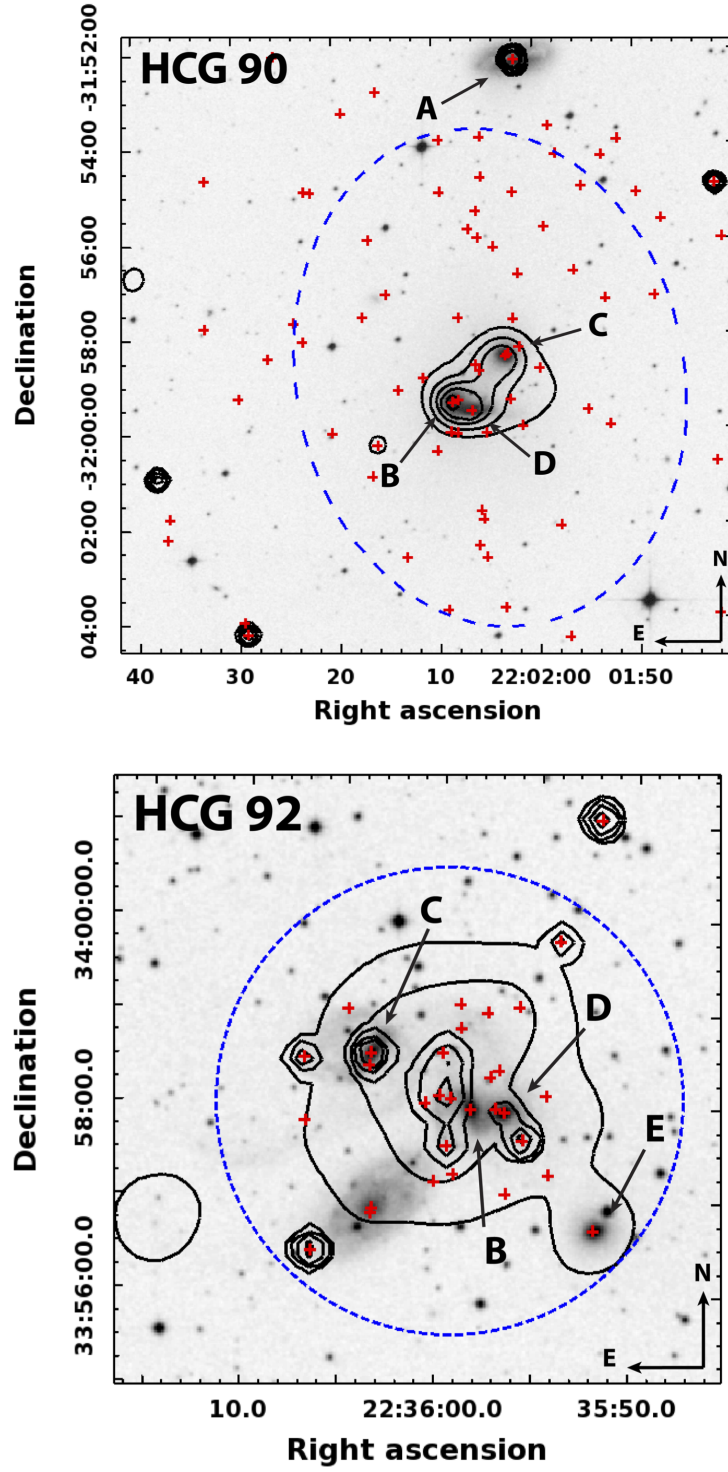 HCG 90
A
C
B
D
N
E
Declination
-31:52:00
54:00
56:00
58:00
-32:00:00
02:00
04:00
40
30
20
10
22:02:00
01:50
Right ascension
HCG 92
C
D
E
B
N
E
Declination
34:00:00.0
58:00.0
33:56:00.0
10.0
22:36:00.0
35:50.0
Right ascension